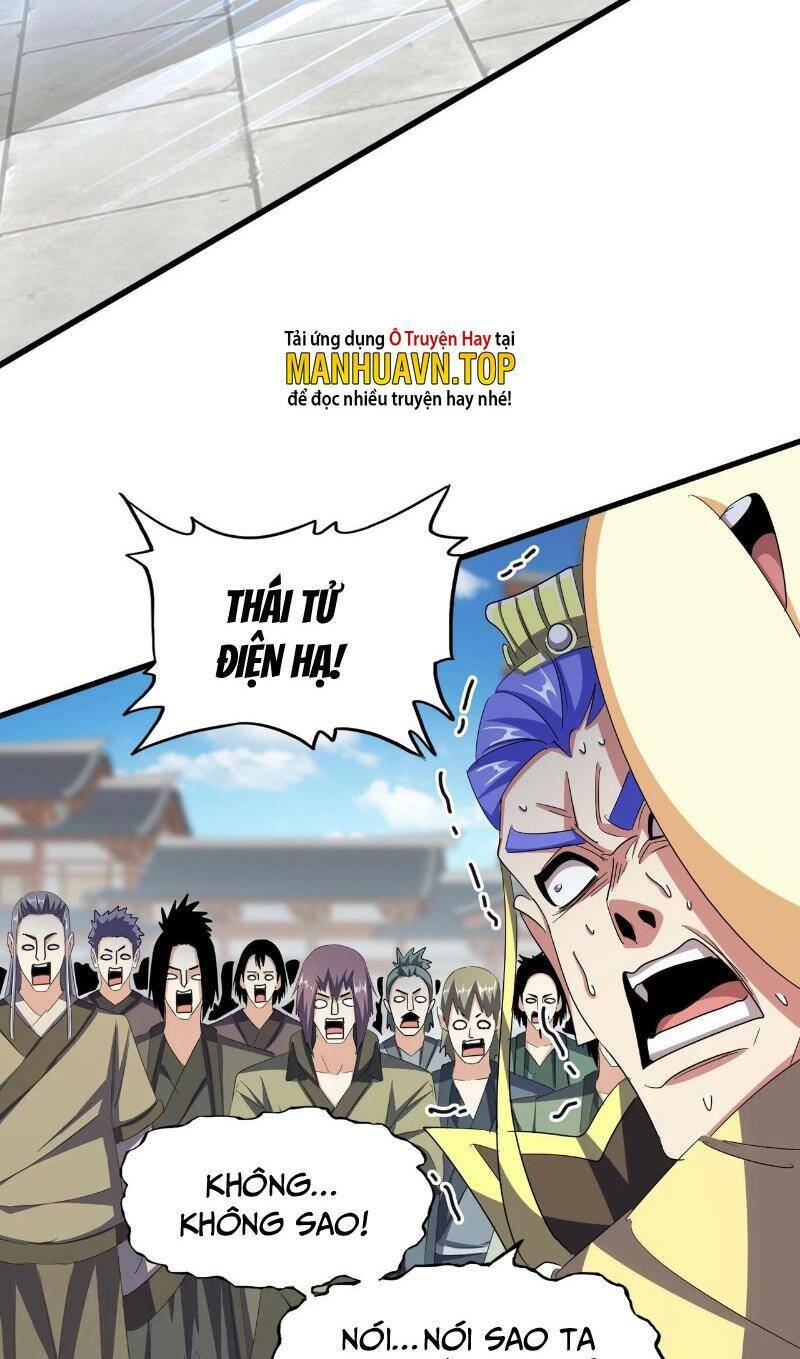 Tải ứng dụng Ô Truyện Hay tại
MANHUAVN.TOP
để đọc nhiều truyện hay nhé!
THÁI TỬ
ĐIỆN HẠ!
KHÔNG...
KHÔNG SAO!
NÓI...NÓI SAO TA